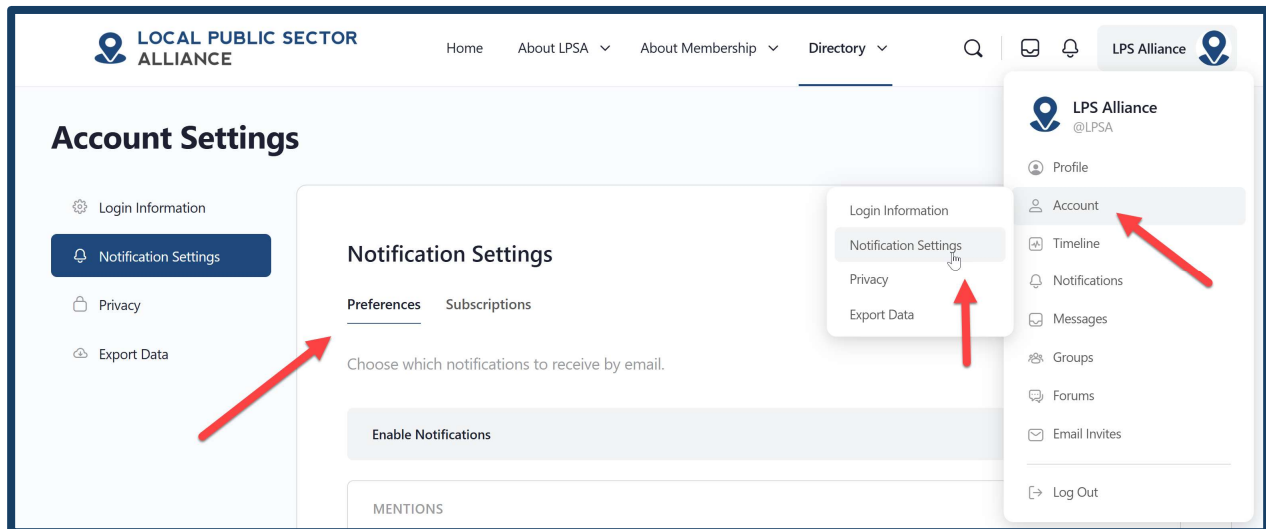 LOCAL PUBLIC SECTOR
ALLIANCE
Home
About LPSA
About Membership
Directory
LPS Alliance
Account Settings
Login Information
Notification Settings
Privacy
Export Data
Notification Settings
Preferences
Subscriptions
Choose which notifications to receive by email.
Enable Notifications
MENTIONS
Login Information
Notification Settings
Privacy
Export Data
LPS Alliance
@LPSA
Profile
Account
Timeline
Notifications
Messages
Groups
Forums
Email Invites
Log Out